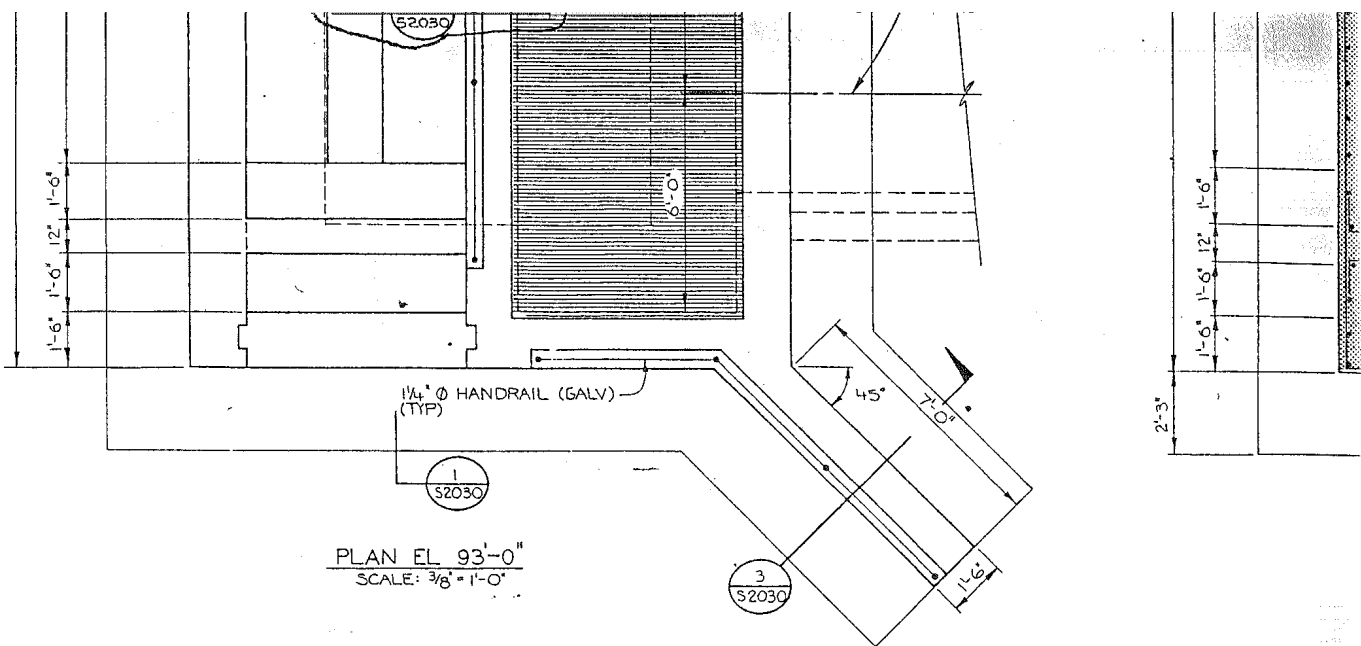 S2030
1'-6"
12"
1'-6"
1'-6"
6'-0"
1¼" Ø HANDRAIL (GALV)
(TYP)
45°
7'-0"
1
S2030
3
S2030
1'-6"
PLAN EL 93'-0"
SCALE: 3/8" = 1'-0"
1'-6"
12"
1'-6"
1'-6"
2'-3"